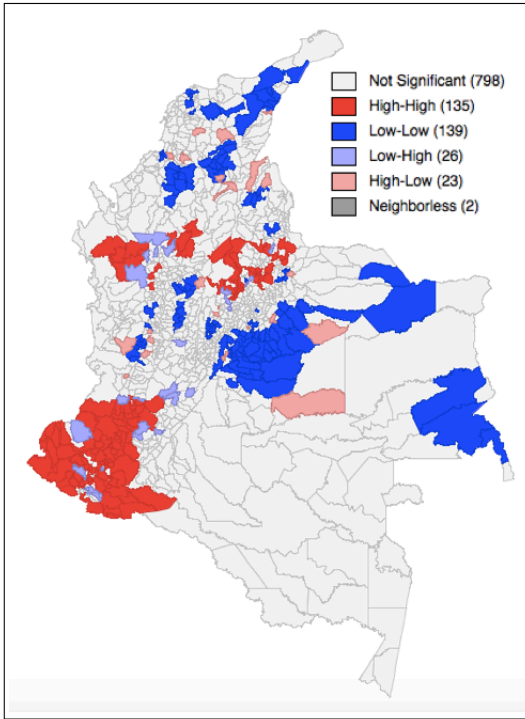 Not Significant (798)
High-High (135)
Low-Low (139)
Low-High (26)
High-Low (23)
Neighborless (2)